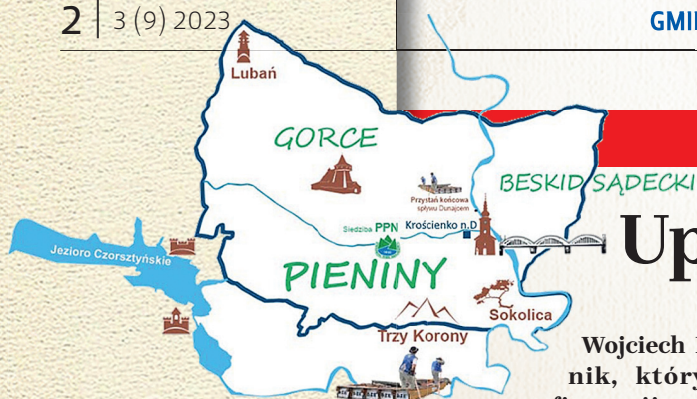 2 | 3 (9) 2023
GMI
Lubań
GORCE
BESKID SĄDECKI
Przystań końcowa
spływu Dunajcem
Siedziba PPN
Krościenko n.D
Up
Jezioro Czorsztyńskie
PIENINY
Sokolica
Trzy Korony
Wojciech
nik, który